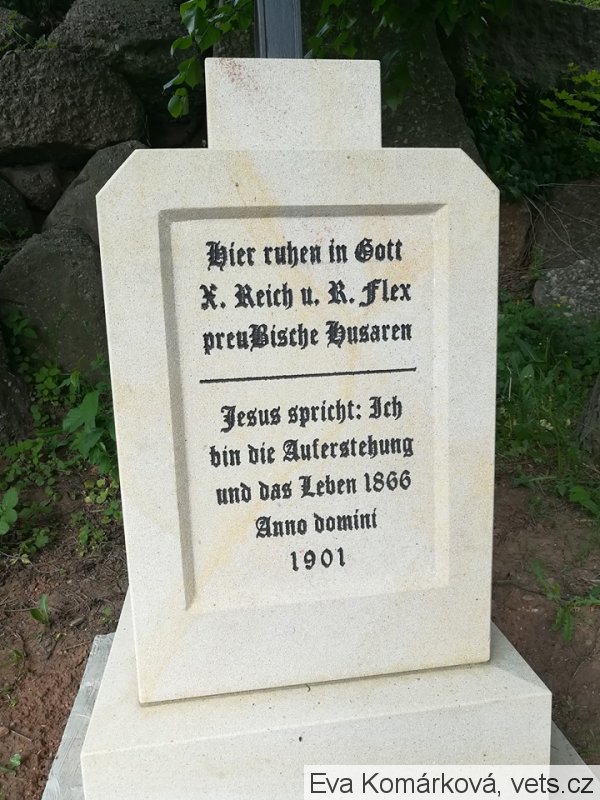 Hier ruhen in Gott
X. Reich u. R. Flex
preuBische Husaren
Jesus spricht: Ich
bin die Auferstehung
und das Leben 1866
Anno domini
1901
Eva Komárková, vets.cz